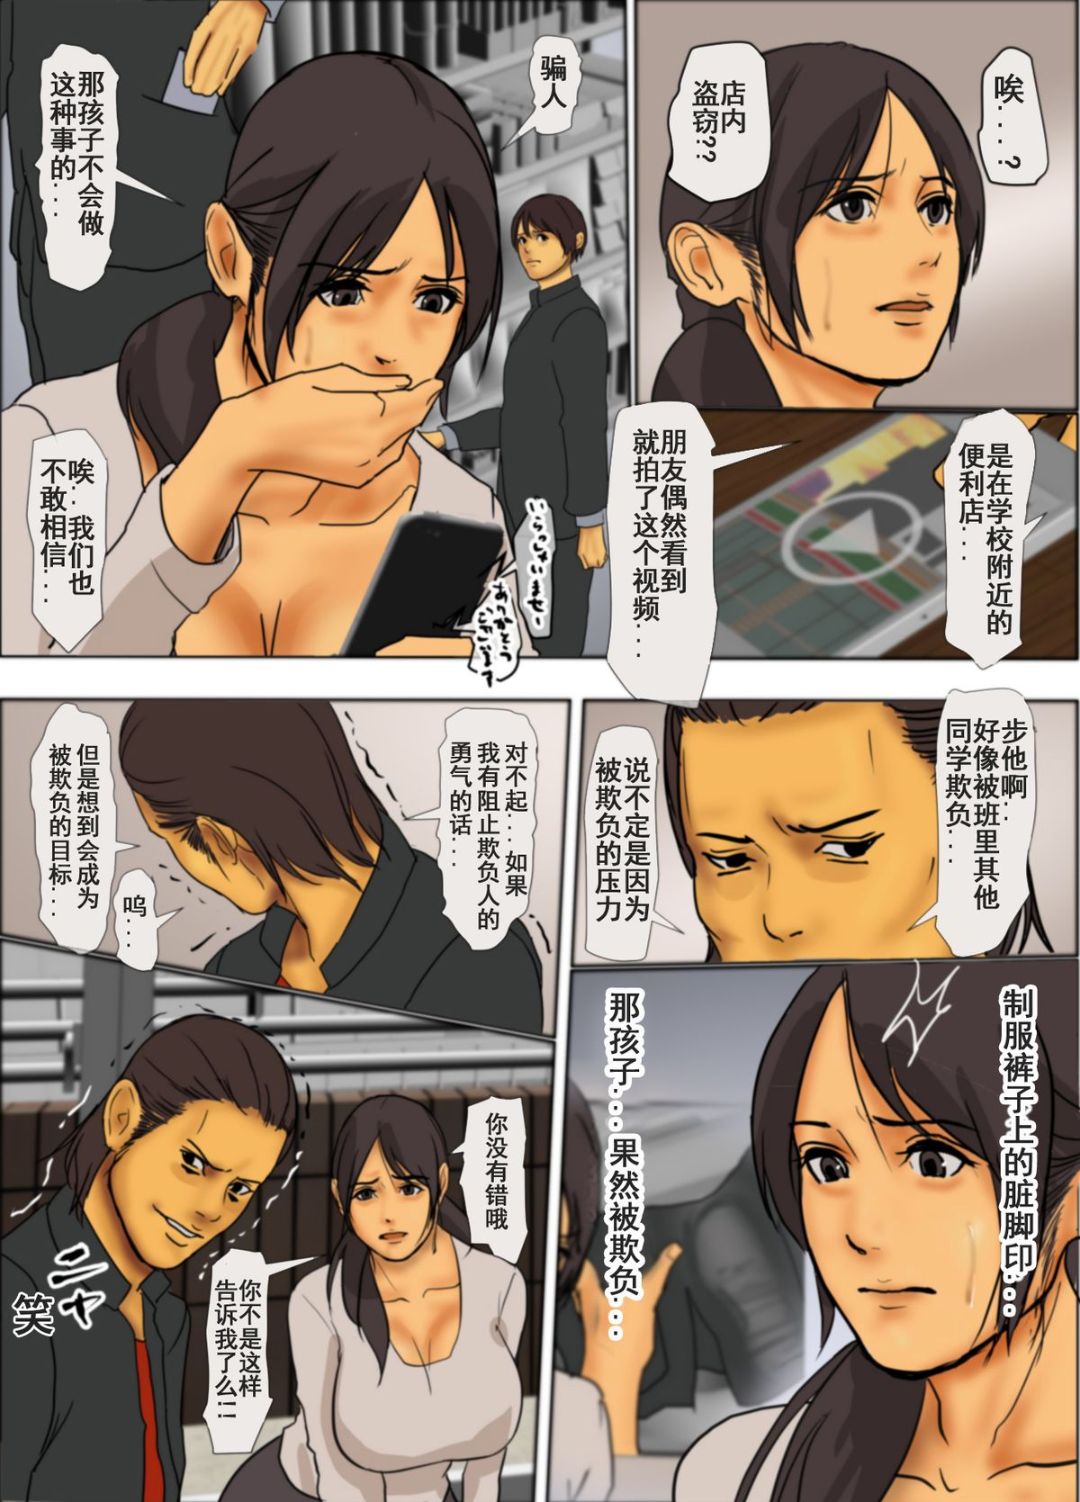 唉....?
店内
盗窃??
是在学校附近的
便利店...
朋友偶然看到
就拍了这个视频....
骗人
那孩子不会做
这种事的...
唉..我们也
不敢相信...
いらっしゃいませー
ありがとう
ございます
步他啊..
好像被班里其他
同学欺负...
说不定是因为
被欺负的压力
对不起...如果
我有阻止欺负人的
勇气的话...
但是想到会成为
被欺负的目标...
呜...
制服裤子上的脏脚印....
那孩子...果然被欺负....
你没有错哦
你不是这样
告诉我了么!!
ニヤ
笑